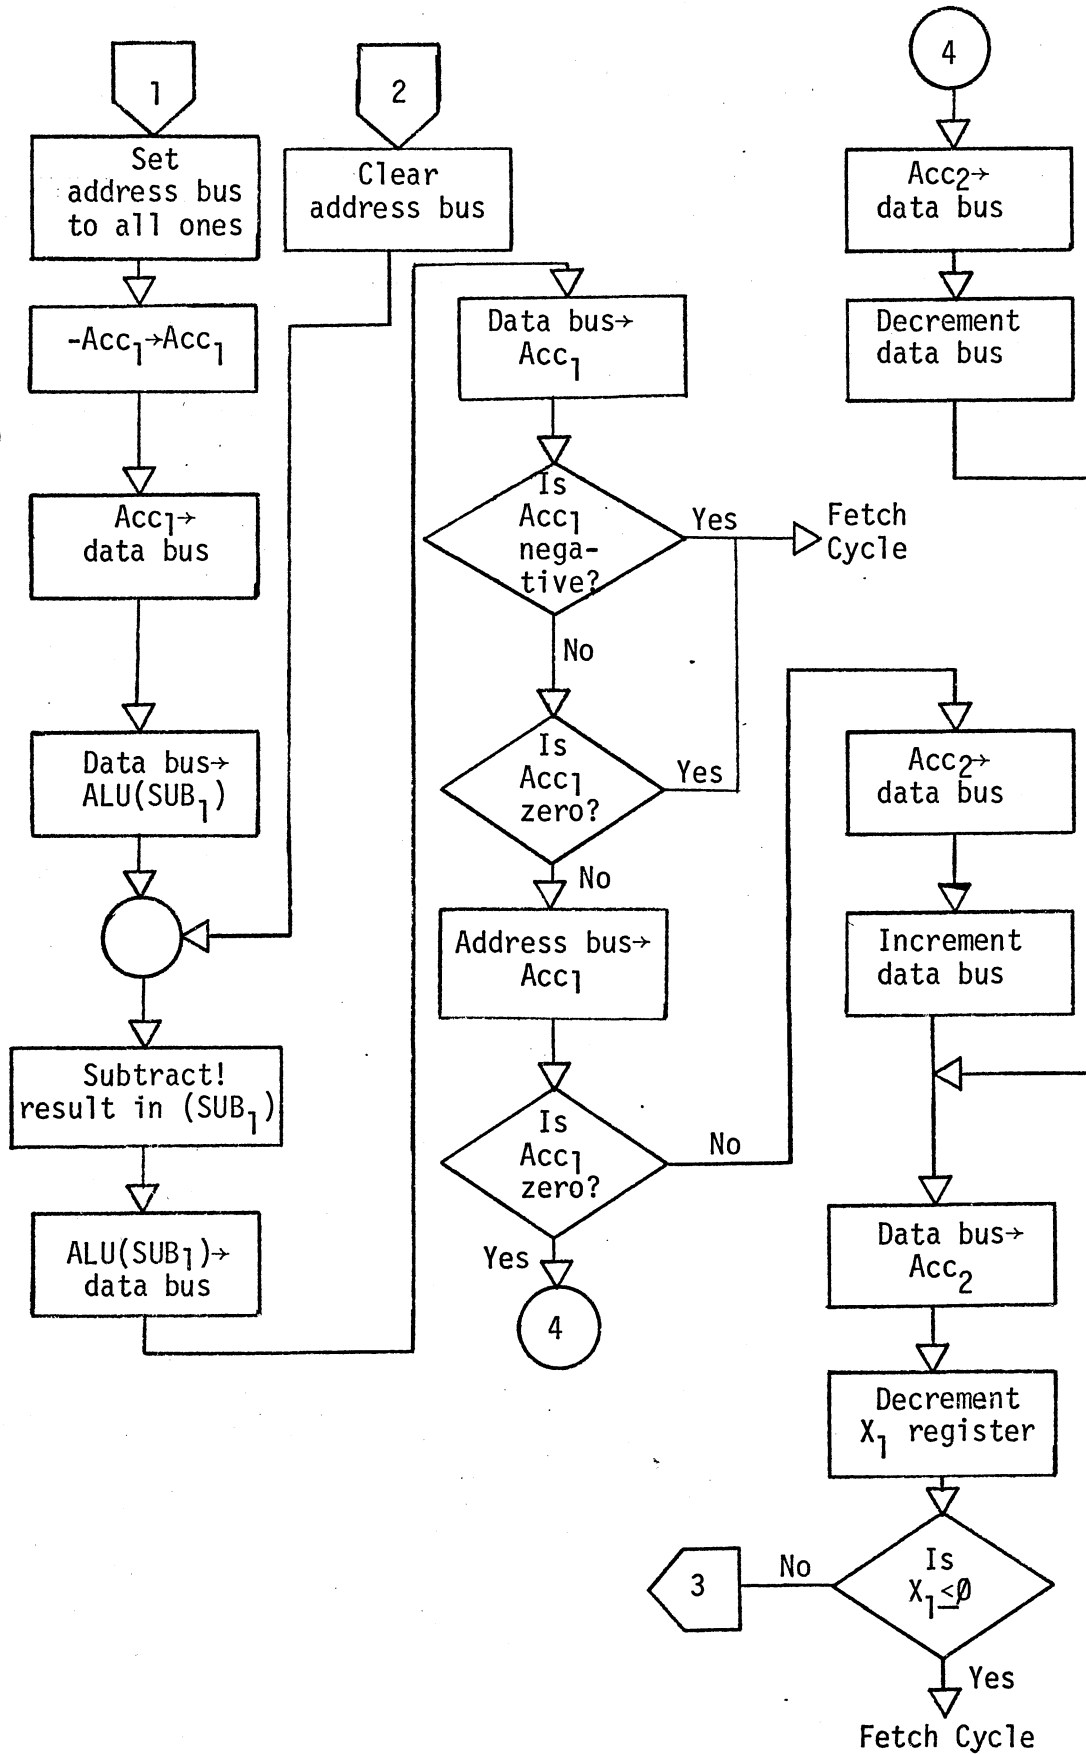 1
Set
address bus
to all ones
-Acc₁→Acc₁
Acc₁→
data bus
Data bus→
ALU(SUB₁)
Subtract!
result in (SUB₁)
ALU(SUB₁)→
data bus
2
Clear
address bus
Data bus→
Acc₁
Is
Acc₁
nega-
tive?
Yes
Fetch
Cycle
No
Is
Acc₁
zero?
Yes
No
Address bus→
Acc₁
Is
Acc₁
zero?
No
Yes
4
4
Acc₂→
data bus
Decrement
data bus
Acc₂→
data bus
Increment
data bus
Data bus→
Acc₂
Decrement
X₁ register
Is
X₁≤Ø
No
3
Yes
Fetch Cycle